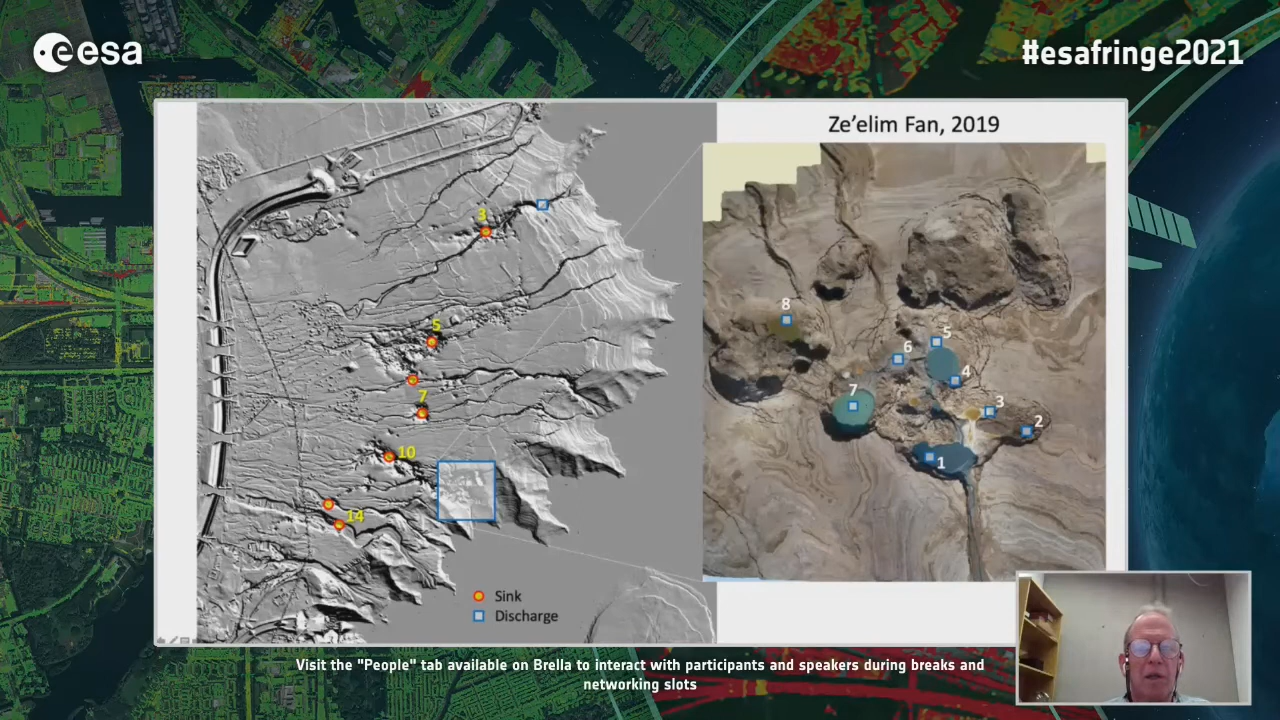 esa
#esafringe2021
Ze'elim Fan, 2019
3
5
7
10
14
Sink
Discharge
8
5
6
4
7
3
2
1
Visit the "People" tab available on Brella to interact with participants and speakers during breaks and
networking slots